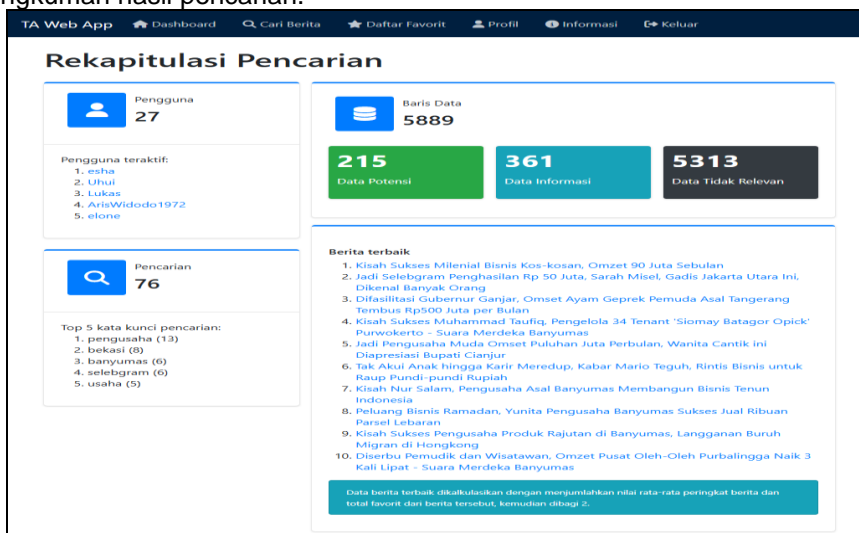 ngkuman hasil pencarian.
TA Web App Dashboard Cari Berita Daftar Favorit Profil Informasi Keluar
Rekapitulasi Pencarian
Pengguna
27
Pengguna teraktif:
1. esha
2. Uhui
3. Lukas
4. ArisWidodo1972
5. elone
Pencarian
76
Top 5 kata kunci pencarian:
1. pengusaha (13)
2. bekasi (8)
3. banyumas (6)
4. selebgram (6)
5. usaha (5)
Baris Data
5889
215
Data Potensi
361
Data Informasi
5313
Data Tidak Relevan
Berita terbaik
1. Kisah Sukses Milenial Bisnis Kos-kosan, Omzet 90 Juta Sebulan
2. Jadi Selebgram Penghasilan Rp 50 Juta, Sarah Misel, Gadis Jakarta Utara Ini,
Dikenal Banyak Orang
3. Difasilitasi Gubernur Ganjar, Omset Ayam Geprek Pemuda Asal Tangerang
Tembus Rp500 Juta per Bulan
4. Kisah Sukses Muhammad Taufiq, Pengelola 34 Tenant 'Siomay Batagor Opick'
Purwokerto - Suara Merdeka Banyumas
5. Jadi Pengusaha Muda Omset Puluhan Juta Perbulan, Wanita Cantik ini
Diapresiasi Bupati Cianjur
6. Tak Akui Anak hingga Karir Meredup, Kabar Mario Teguh, Rintis Bisnis untuk
Raup Pundi-pundi Rupiah
7. Kisah Nur Salam, Pengusaha Asal Banyumas Membangun Bisnis Tenun
Indonesia
8. Peluang Bisnis Ramadan, Yunita Pengusaha Banyumas Sukses Jual Ribuan
Parsel Lebaran
9. Kisah Sukses Pengusaha Produk Rajutan di Banyumas, Langganan Buruh
Migran di Hongkong
10. Diserbu Pemudik dan Wisatawan, Omzet Pusat Oleh-Oleh Purbalingga Naik 3
Kali Lipat - Suara Merdeka Banyumas
Data berita terbaik dikalkulasikan dengan menjumlahkan nilai rata-rata peringkat berita dan
total favorit dari berita tersebut, kemudian dibagi 2.